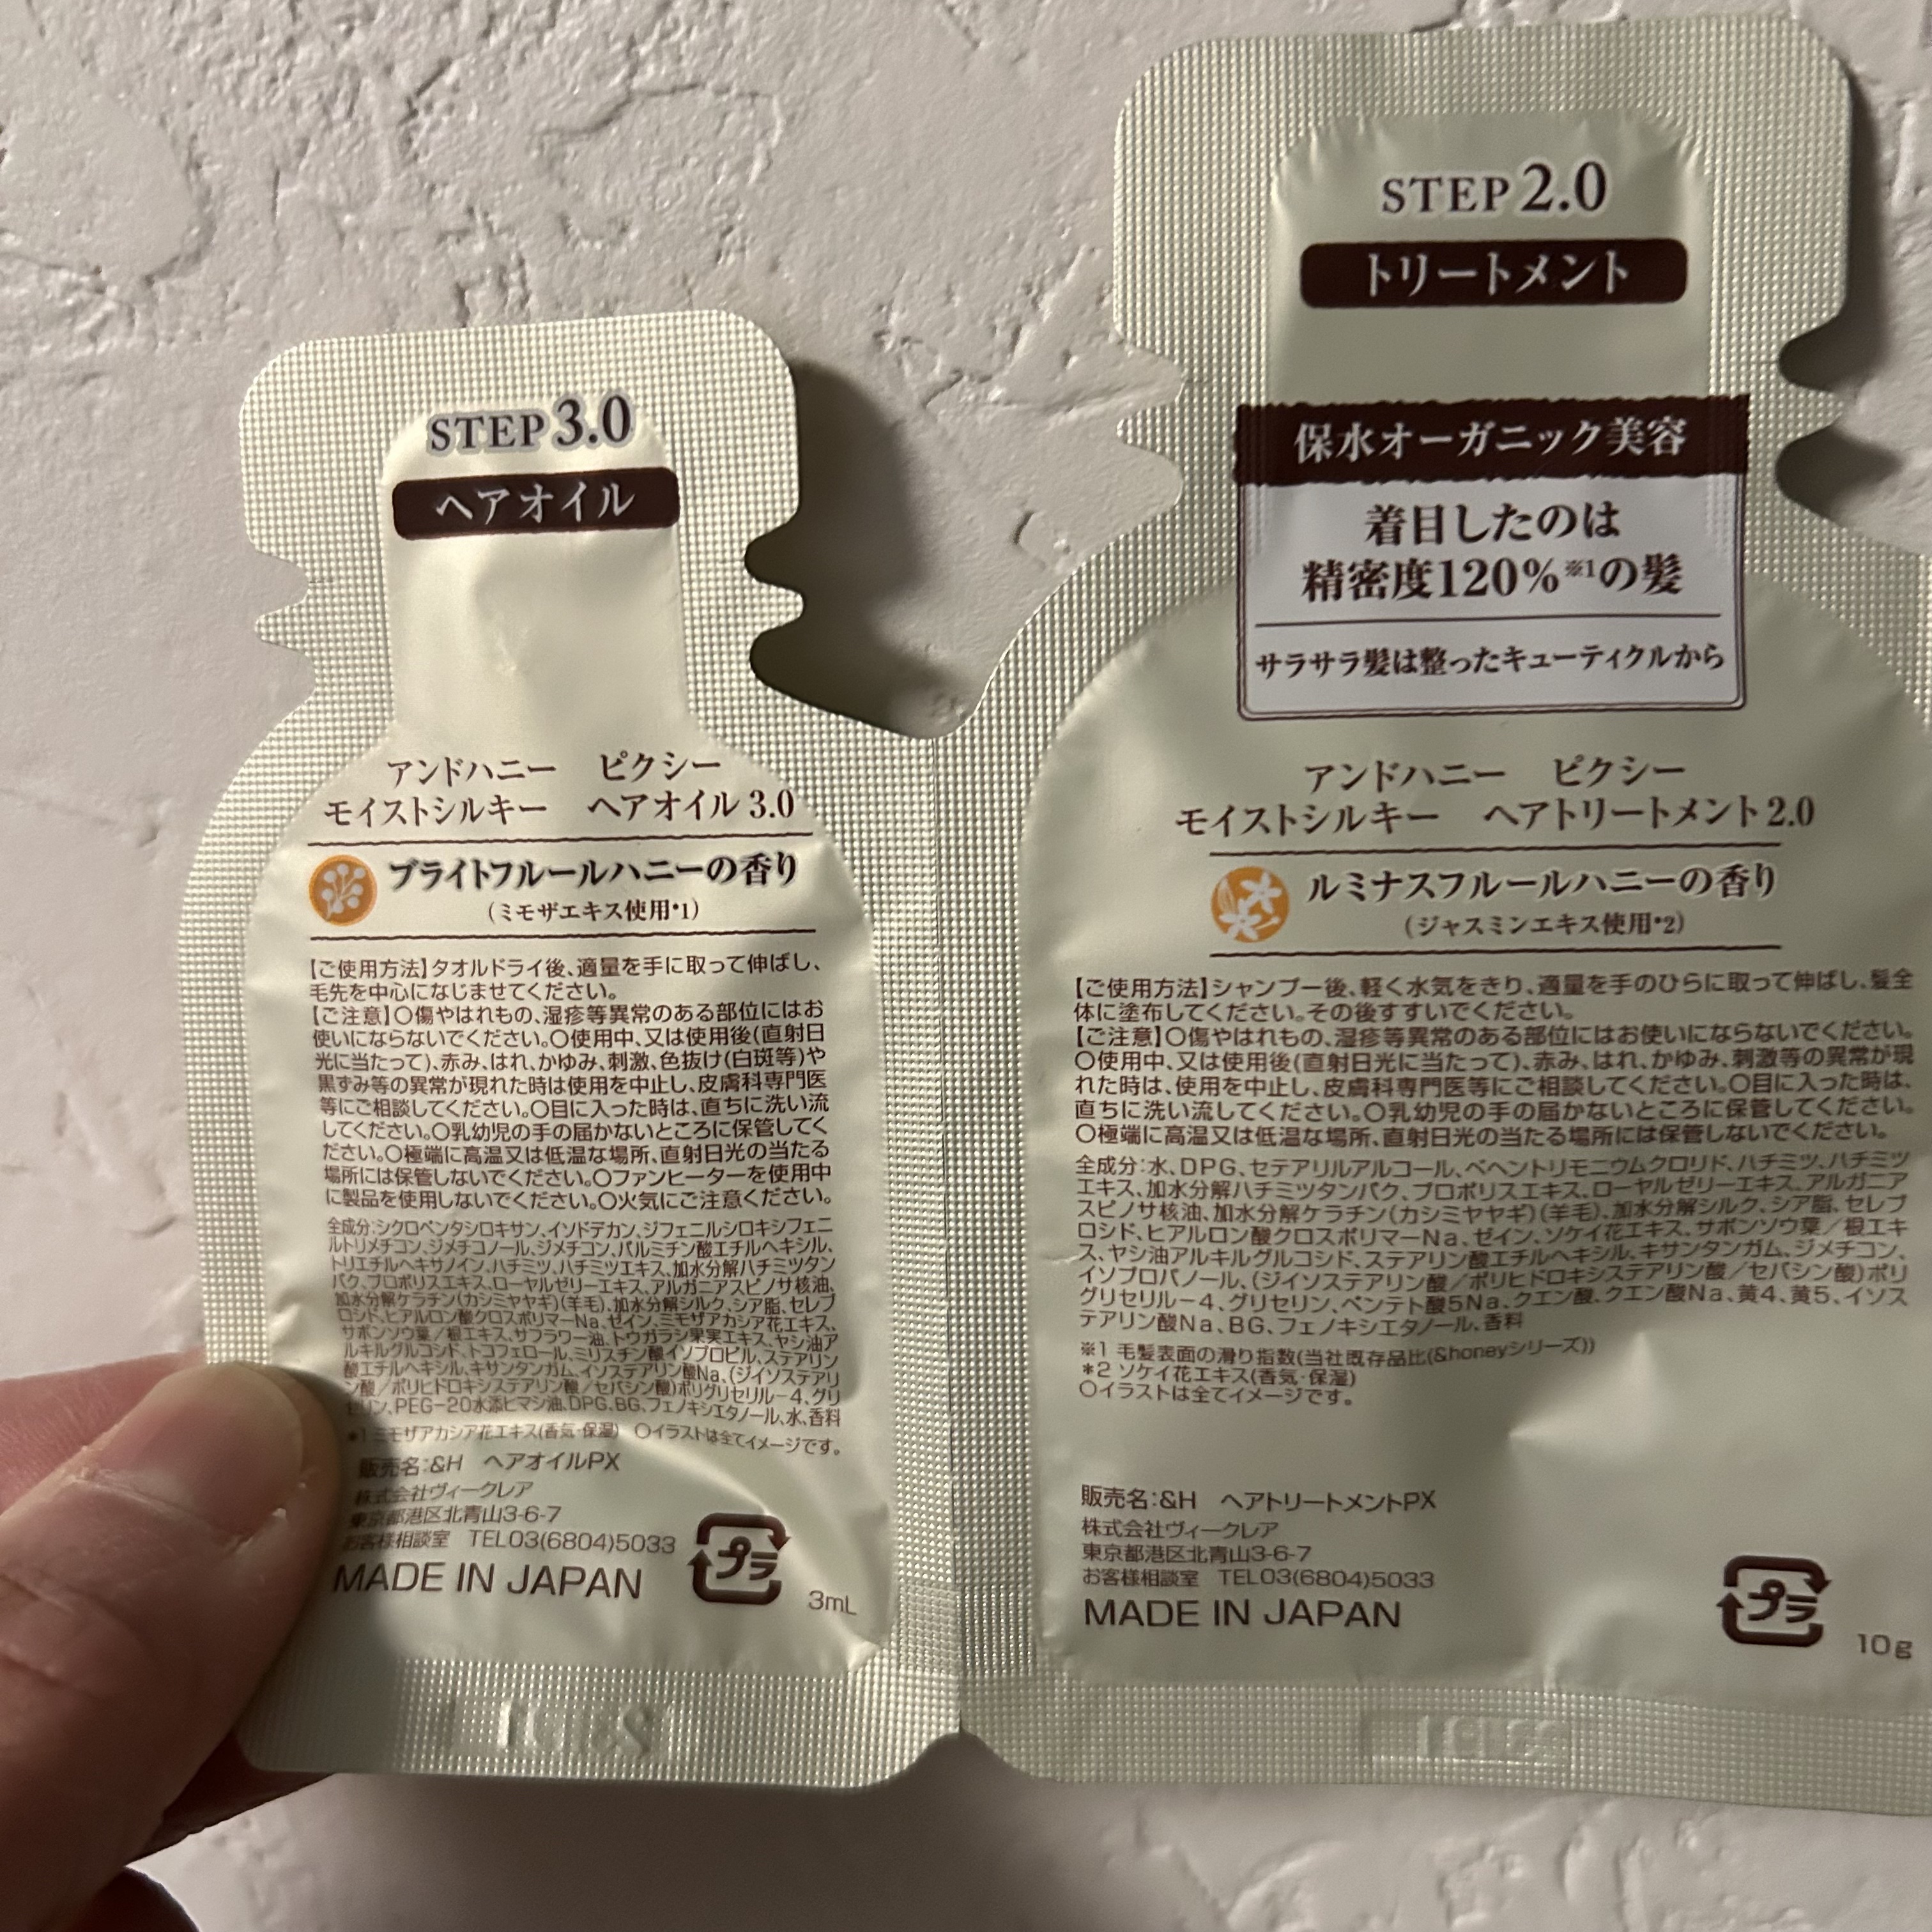 STEP3.0
ヘアオイル
アンドハニー ピクシー
モイストシルキー ヘアオイル3.0
ブライトフルールハニーの香り
(ミモザエキス使用*1)
【ご使用方法】タオルドライ後、適量を手に取って伸ばし、
毛先を中心になじませてください。
【ご注意】〇傷やはれもの、湿疹等異常のある部位にはお
使いにならないでください。〇使用中、又は使用後(直射日
光に当たって)、赤み、はれ、かゆみ、刺激、色抜け(白斑等)や
黒ずみ等の異常が現れた時は使用を中止し、皮膚科専門医
等にご相談してください。〇目に入った時は、直ちに洗い流
してください。〇乳幼児の手の届かないところに保管してく
ださい。〇極端に高温又は低温な場所、直射日光の当たる
場所には保管しないでください。〇ファンヒーターを使用中
に製品を使用しないでください。〇火気にご注意ください。
全成分:シクロペンタシロキサン、イソドデカン、ジフェニルシロキシフェニ
ルトリメチコン、ジメチコノール、ジメチコン、パルミチン酸エチルヘキシル、
トリエチルヘキサノイン、ハチミツ、ハチミツエキス、加水分解ハチミツタン
パク、プロポリスエキス、ローヤルゼリーエキス、アルガニアスピノサ核油、
加水分解ケラチン(カシミヤヤギ)(羊毛)、加水分解シルク、シア脂、セレブ
ロシド、ヒアルロン酸クロスポリマーNa、ゼイン、ミモザアカシア花エキス、
サボンソウ葉/根エキス、サフラワー油、トウガラシ果実エキス、ヤシ油ア
ルキルグルコシド、トコフェロール、ミリスチン酸イソプロピル、ステアリン
酸エチルヘキシル、キサンタンガム、イソステアリン酸Na、(ジイソステアリ
ン酸/ポリヒドロキシステアリン酸/セバシン酸)ポリグリセリル-4、グリ
セリン、PEG-20水添ヒマシ油、DPG、BG、フェノキシエタノール、水、香料
*1ミモザアカシア花エキス(香気・保湿) 〇イラストは全てイメージです。
販売名:&H ヘアオイルPX
株式会社ヴィークレア
東京都港区北青山3-6-7
お客様相談室 TEL03(6804)5033
MADE IN JAPAN
プラ
3mL
STEP2.0
トリートメント
保水オーガニック美容
着目したのは
精密度120%※1の髪
サラサラ髪は整ったキューティクルから
アンドハニー ピクシー
モイストシルキー ヘアトリートメント2.0
ルミナスフルールハニーの香り
(ジャスミンエキス使用*2)
【ご使用方法】シャンプー後、軽く水気をきり、適量を手のひらに取って伸ばし、髪全
体に塗布してください。その後すすいでください。
【ご注意】〇傷やはれもの、湿疹等異常のある部位にはお使いにならないでください。
〇使用中、又は使用後(直射日光に当たって)、赤み、はれ、かゆみ、刺激等の異常が現
れた時は、使用を中止し、皮膚科専門医等にご相談してください。〇目に入った時は、
直ちに洗い流してください。〇乳幼児の手の届かないところに保管してください。
〇極端に高温又は低温な場所、直射日光の当たる場所には保管しないでください。
全成分:水、DPG、セテアリルアルコール、ベヘントリモニウムクロリド、ハチミツ、ハチミツ
エキス、加水分解ハチミツタンパク、プロポリスエキス、ローヤルゼリーエキス、アルガニア
スピノサ核油、加水分解ケラチン(カシミヤヤギ)(羊毛)、加水分解シルク、シア脂、セレブ
ロシド、ヒアルロン酸クロスポリマーNa、ゼイン、ソケイ花エキス、サボンソウ葉/根エキ
ス、ヤシ油アルキルグルコシド、ステアリン酸エチルヘキシル、キサンタンガム、ジメチコン、
イソプロパノール、(ジイソステアリン酸/ポリヒドロキシステアリン酸/セバシン酸)ポリ
グリセリル-4、グリセリン、ペンテト酸5Na、クエン酸、クエン酸Na、黄4、黄5、イソス
テアリン酸Na、BG、フェノキシエタノール、香料
※1 毛髪表面の滑り指数(当社既存品比(&honeyシリーズ))
*2 ソケイ花エキス(香気・保湿)
〇イラストは全てイメージです。
販売名:&H ヘアトリートメントPX
株式会社ヴィークレア
東京都港区北青山3-6-7
お客様相談室 TEL03(6804)5033
MADE IN JAPAN
プラ
10g